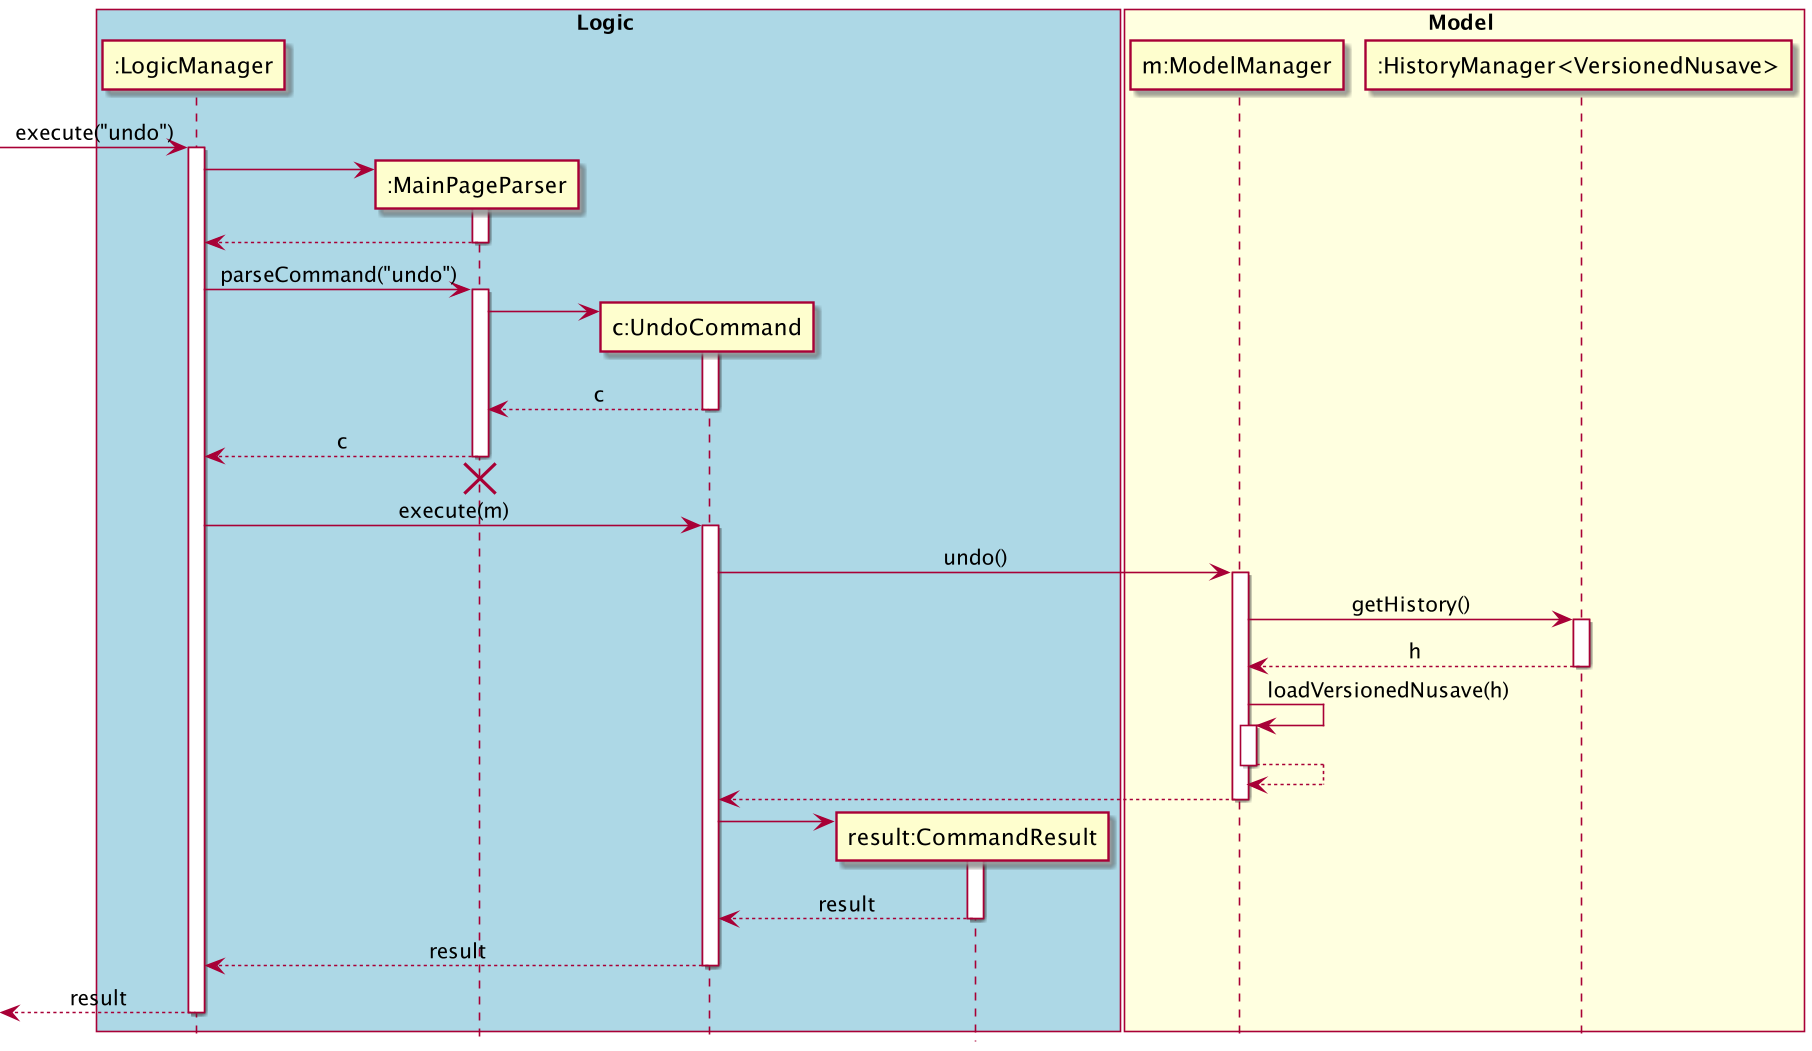 Logic
Model
:LogicManager
m:ModelManager
:HistoryManager<VersionedNusave>
execute("undo")
:MainPageParser
parseCommand("undo")
c:UndoCommand
c
c
execute(m)
undo()
getHistory()
h
loadVersionedNusave(h)
result:CommandResult
result
result
result